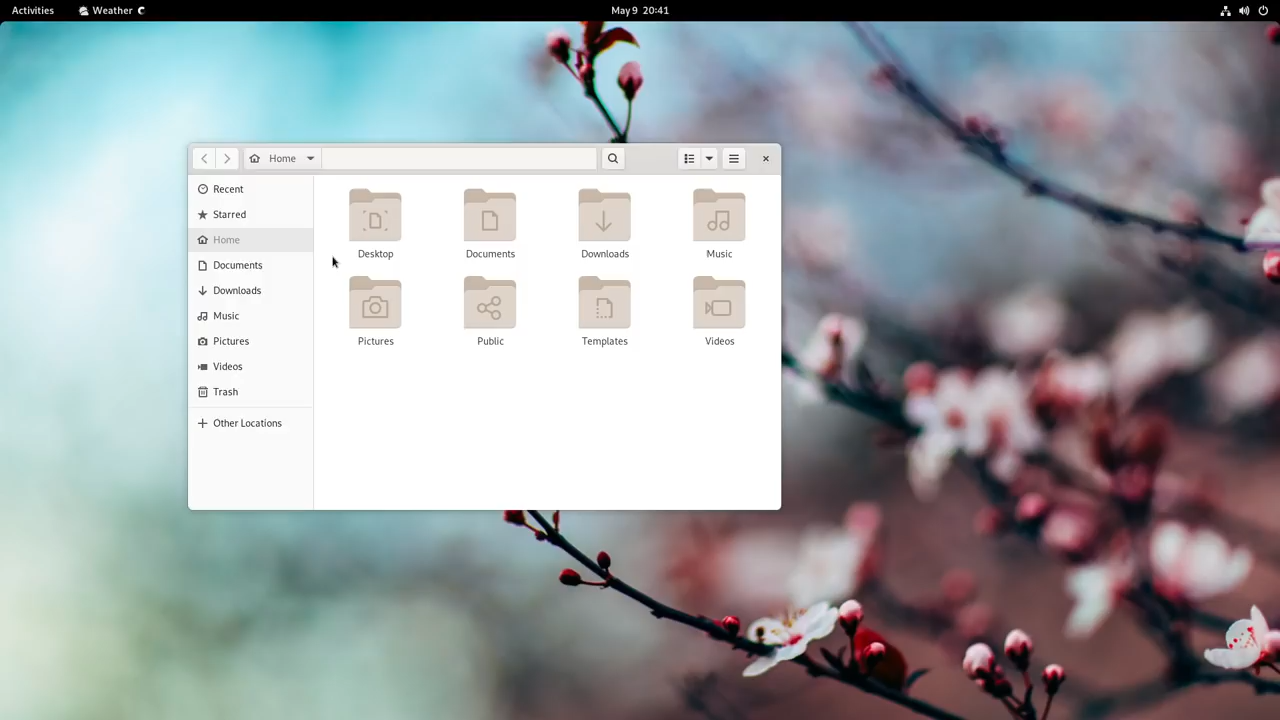 Activities
Weather
May 9 20:41
Home
Recent
Starred
Home
Documents
Downloads
Music
Pictures
Videos
Trash
Other Locations
Desktop
Documents
Downloads
Music
Pictures
Public
Templates
Videos